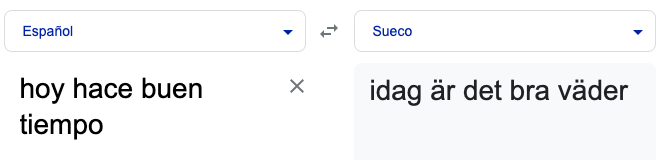 Español
Sueco
hoy hace buen
tiempo
idag är det bra väder